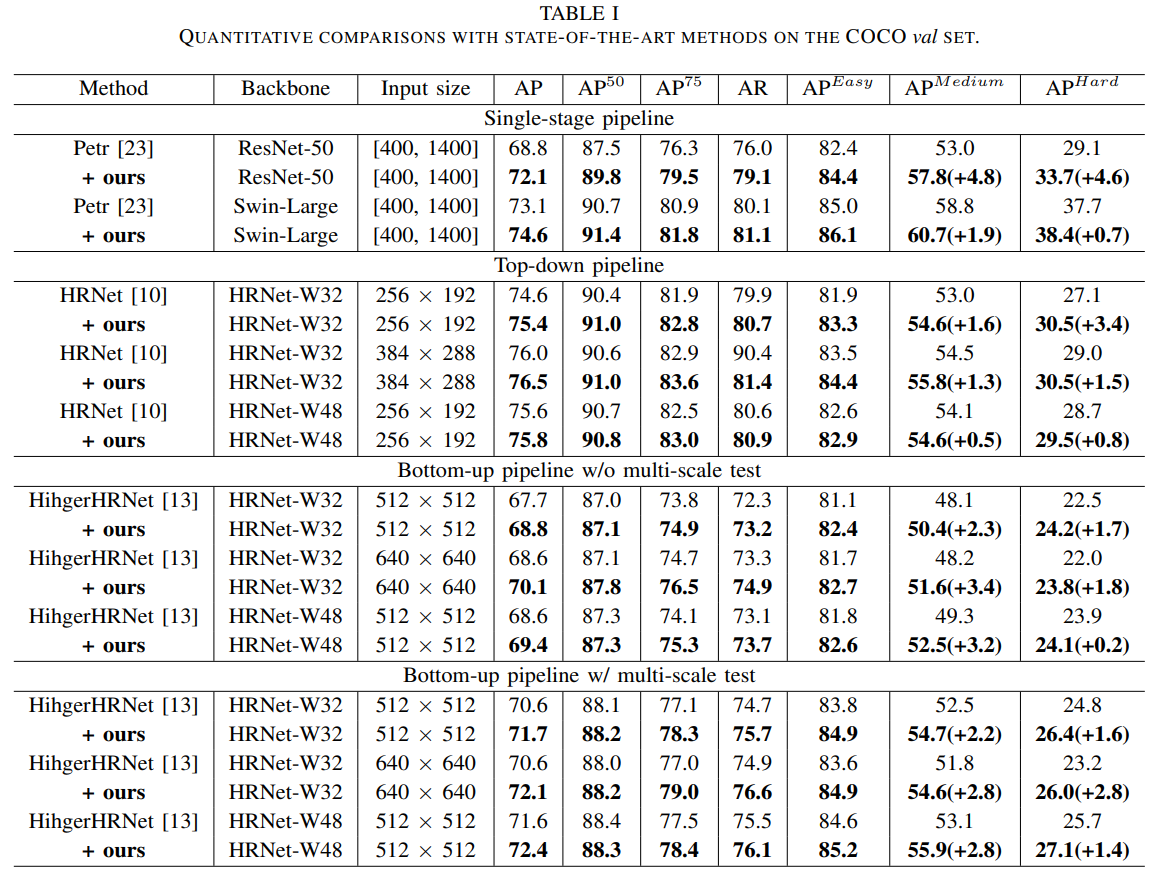 TABLE I
QUANTITATIVE COMPARISONS WITH STATE-OF-THE-ART METHODS ON THE COCO val SET.
Method Backbone Input size AP AP^50 AP^75 AR AP^Easy AP^Medium AP^Hard
Single-stage pipeline
Petr [23] ResNet-50 [400, 1400] 68.8 87.5 76.3 76.0 82.4 53.0 29.1
+ ours ResNet-50 [400, 1400] 72.1 89.8 79.5 79.1 84.4 57.8(+4.8) 33.7(+4.6)
Petr [23] Swin-Large [400, 1400] 73.1 90.7 80.9 80.1 85.0 58.8 37.7
+ ours Swin-Large [400, 1400] 74.6 91.4 81.8 81.1 86.1 60.7(+1.9) 38.4(+0.7)
Top-down pipeline
HRNet [10] HRNet-W32 256 × 192 74.6 90.4 81.9 79.9 81.9 53.0 27.1
+ ours HRNet-W32 256 × 192 75.4 91.0 82.8 80.7 83.3 54.6(+1.6) 30.5(+3.4)
HRNet [10] HRNet-W32 384 × 288 76.0 90.6 82.9 90.4 83.5 54.5 29.0
+ ours HRNet-W32 384 × 288 76.5 91.0 83.6 81.4 84.4 55.8(+1.3) 30.5(+1.5)
HRNet [10] HRNet-W48 256 × 192 75.6 90.7 82.5 80.6 82.6 54.1 28.7
+ ours HRNet-W48 256 × 192 75.8 90.8 83.0 80.9 82.9 54.6(+0.5) 29.5(+0.8)
Bottom-up pipeline w/o multi-scale test
HihgerHRNet [13] HRNet-W32 512 × 512 67.7 87.0 73.8 72.3 81.1 48.1 22.5
+ ours HRNet-W32 512 × 512 68.8 87.1 74.9 73.2 82.4 50.4(+2.3) 24.2(+1.7)
HihgerHRNet [13] HRNet-W32 640 × 640 68.6 87.1 74.7 73.3 81.7 48.2 22.0
+ ours HRNet-W32 640 × 640 70.1 87.8 76.5 74.9 82.7 51.6(+3.4) 23.8(+1.8)
HihgerHRNet [13] HRNet-W48 512 × 512 68.6 87.3 74.1 73.1 81.8 49.3 23.9
+ ours HRNet-W48 512 × 512 69.4 87.3 75.3 73.7 82.6 52.5(+3.2) 24.1(+0.2)
Bottom-up pipeline w/ multi-scale test
HihgerHRNet [13] HRNet-W32 512 × 512 70.6 88.1 77.1 74.7 83.8 52.5 24.8
+ ours HRNet-W32 512 × 512 71.7 88.2 78.3 75.7 84.9 54.7(+2.2) 26.4(+1.6)
HihgerHRNet [13] HRNet-W32 640 × 640 70.6 88.0 77.0 74.9 83.6 51.8 23.2
+ ours HRNet-W32 640 × 640 72.1 88.2 79.0 76.6 84.9 54.6(+2.8) 26.0(+2.8)
HihgerHRNet [13] HRNet-W48 512 × 512 71.6 88.4 77.5 75.5 84.6 53.1 25.7
+ ours HRNet-W48 512 × 512 72.4 88.3 78.4 76.1 85.2 55.9(+2.8) 27.1(+1.4)